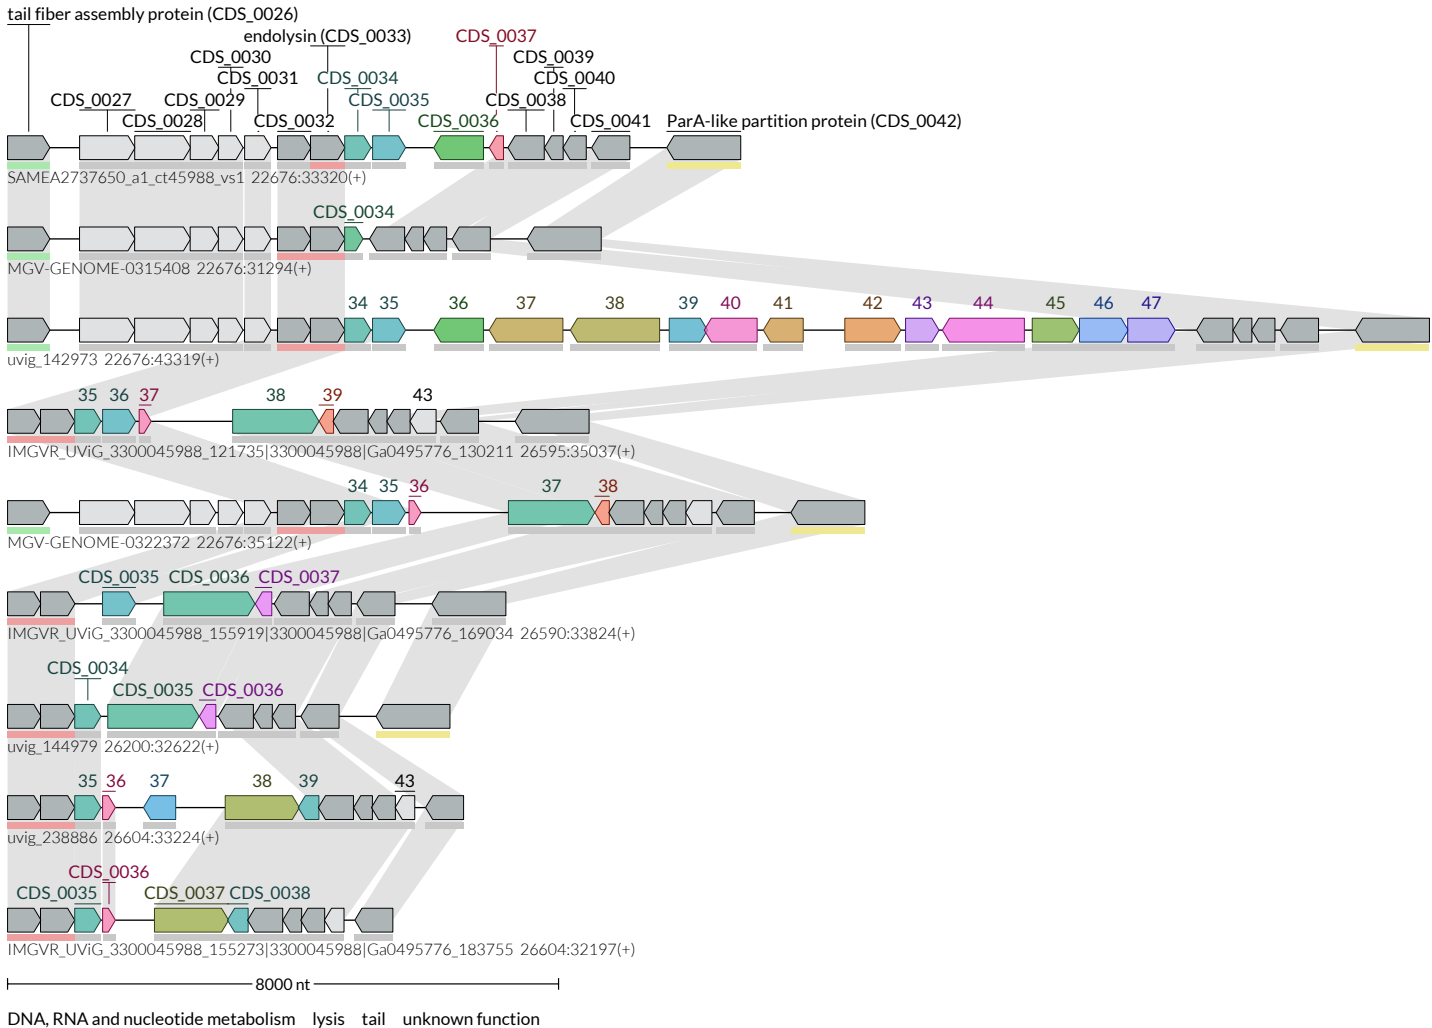 tail fiber assembly protein (CDS_0026)
endolysin (CDS_0033) CDS_0037
CDS_0030 CDS_0039
CDS_0031 CDS_0034 CDS_0040
CDS_0027 CDS_0029 CDS_0035 CDS_0038
CDS_0028 CDS_0032 CDS_0036 CDS_0041 ParA-like partition protein (CDS_0042)
SAMEA2737650_a1_ct45988_vs1 22676:33320(+)
CDS_0034
MGV-GENOME-0315408 22676:31294(+)
34 35 36 37 38 39 40 41 42 43 44 45 46 47
uvig_142973 22676:43319(+)
35 36 37 38 39 43
IMGVR_UViG_3300045988_121735|3300045988|Ga0495776_130211 26595:35037(+)
34 35 36 37 38
MGV-GENOME-0322372 22676:35122(+)
CDS_0035 CDS_0036 CDS_0037
IMGVR_UViG_3300045988_155919|3300045988|Ga0495776_169034 26590:33824(+)
CDS_0034
CDS_0035 CDS_0036
uvig_144979 26200:32622(+)
35 36 37 38 39 43
uvig_238886 26604:33224(+)
CDS_0036
CDS_0035 CDS_0037 CDS_0038
IMGVR_UViG_3300045988_155273|3300045988|Ga0495776_183755 26604:32197(+)
8000 nt
DNA, RNA and nucleotide metabolism lysis tail unknown function